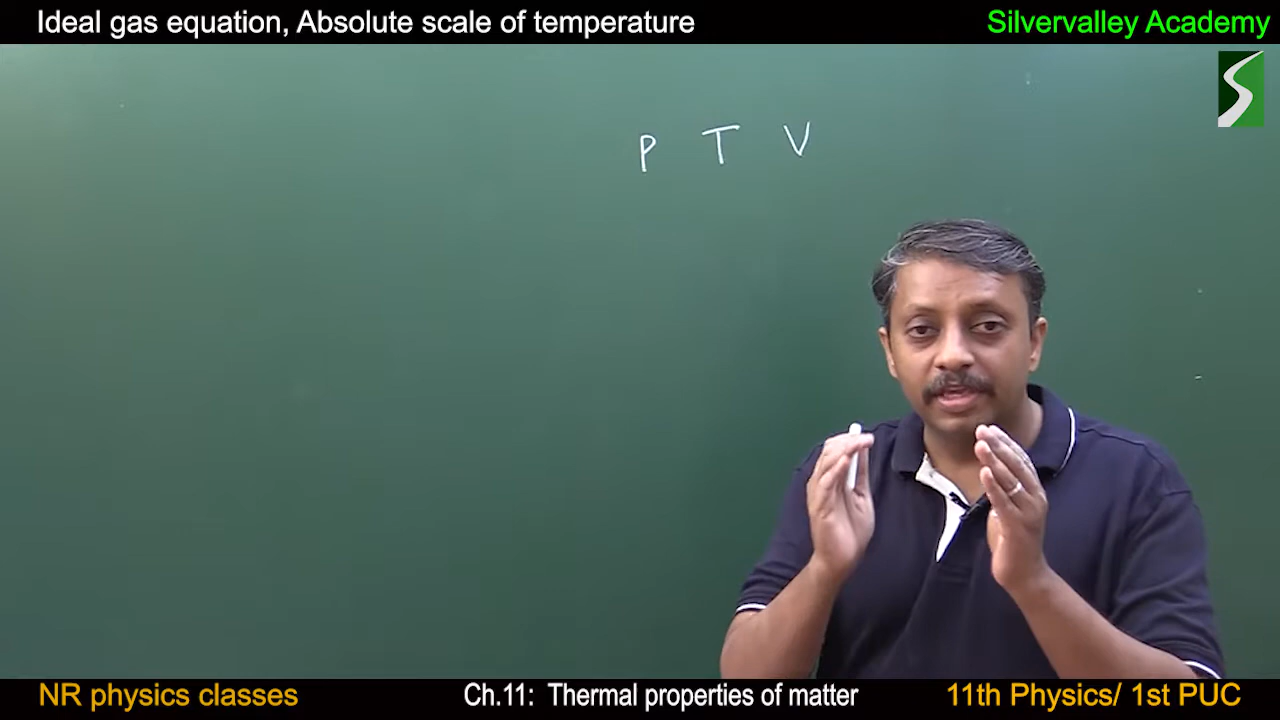 Ideal gas equation, Absolute scale of temperature
Silvervalley Academy
P T V
NR physics classes
Ch.11: Thermal properties of matter
11th Physics/ 1st PUC